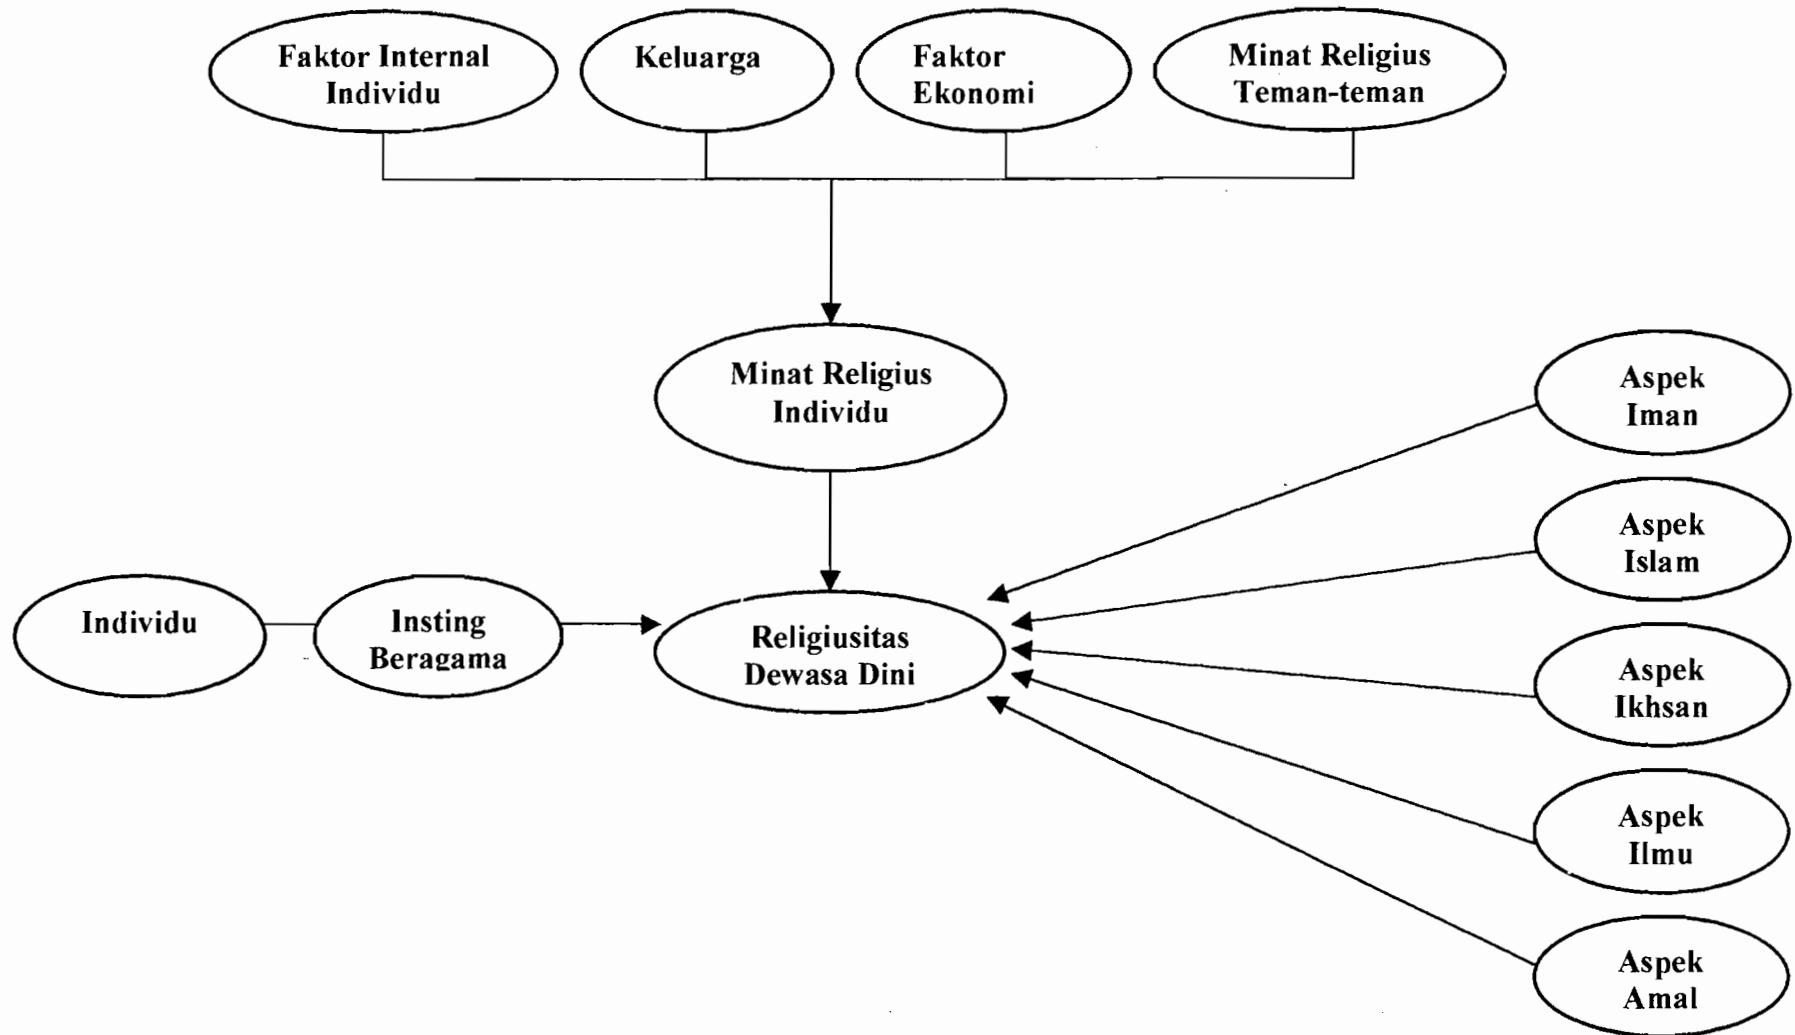 Faktor Internal
Individu
Keluarga
Faktor
Ekonomi
Minat Religius
Teman-teman
Minat Religius
Individu
Aspek
Iman
Aspek
Islam
Individu
Insting
Beragama
Religiusitas
Dewasa Dini
Aspek
Ikhsan
Aspek
Ilmu
Aspek
Amal